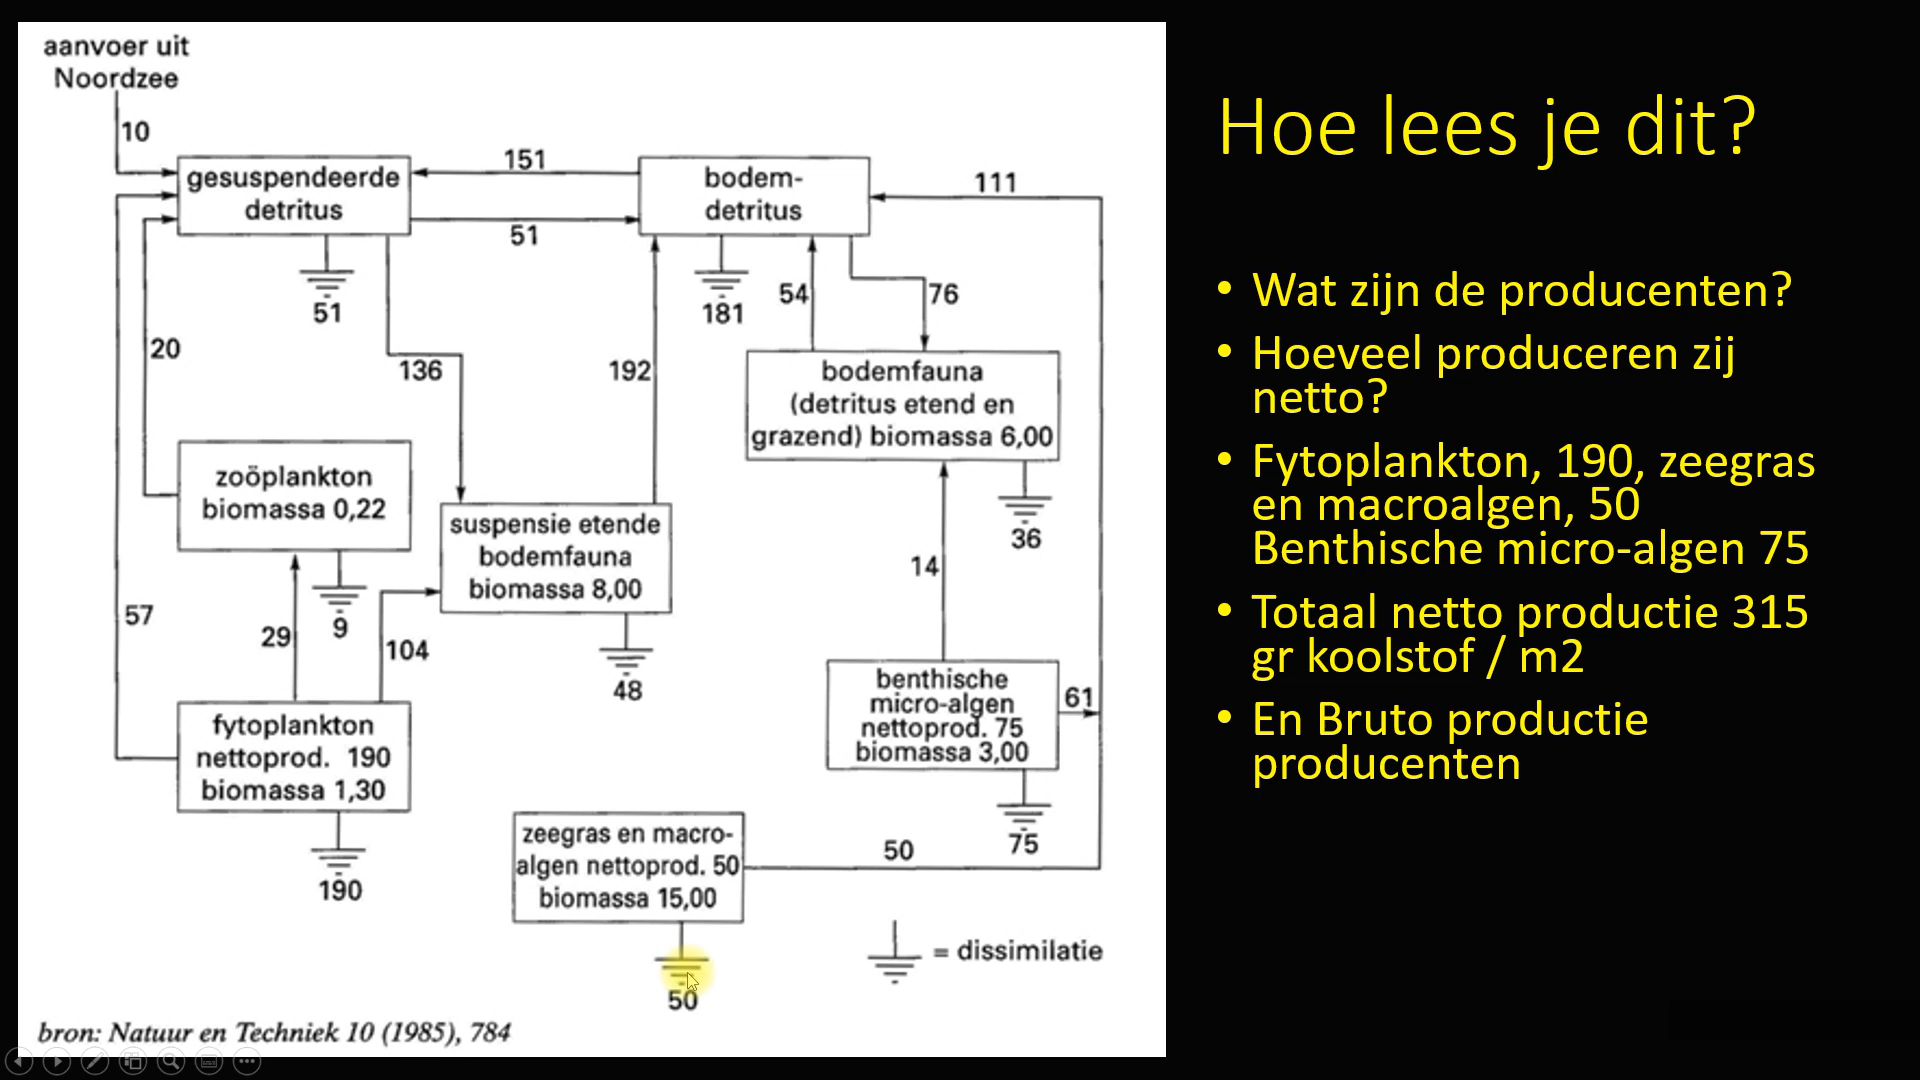 aanvoer uit
Noordzee
10
gesuspendeerde
detritus
151
51
bodem-
detritus
111
51
181
54
76
20
136
192
bodemfauna
(detritus etend en
grazend) biomassa 6,00
zoöplankton
biomassa 0,22
suspensie etende
bodemfauna
biomassa 8,00
36
14
57
29
9
104
48
fytoplankton
nettoprod. 190
biomassa 1,30
benthische
micro-algen
nettoprod. 75
biomassa 3,00
61
75
190
zeegras en macro-
algen nettoprod. 50
biomassa 15,00
50
50
= dissimilatie
bron: Natuur en Techniek 10 (1985), 784
Hoe lees je dit?
• Wat zijn de producenten?
• Hoeveel produceren zij
netto?
• Fytoplankton, 190, zeegras
en macroalgen, 50
Benthische micro-algen 75
• Totaal netto productie 315
gr koolstof / m2
• En Bruto productie
producenten